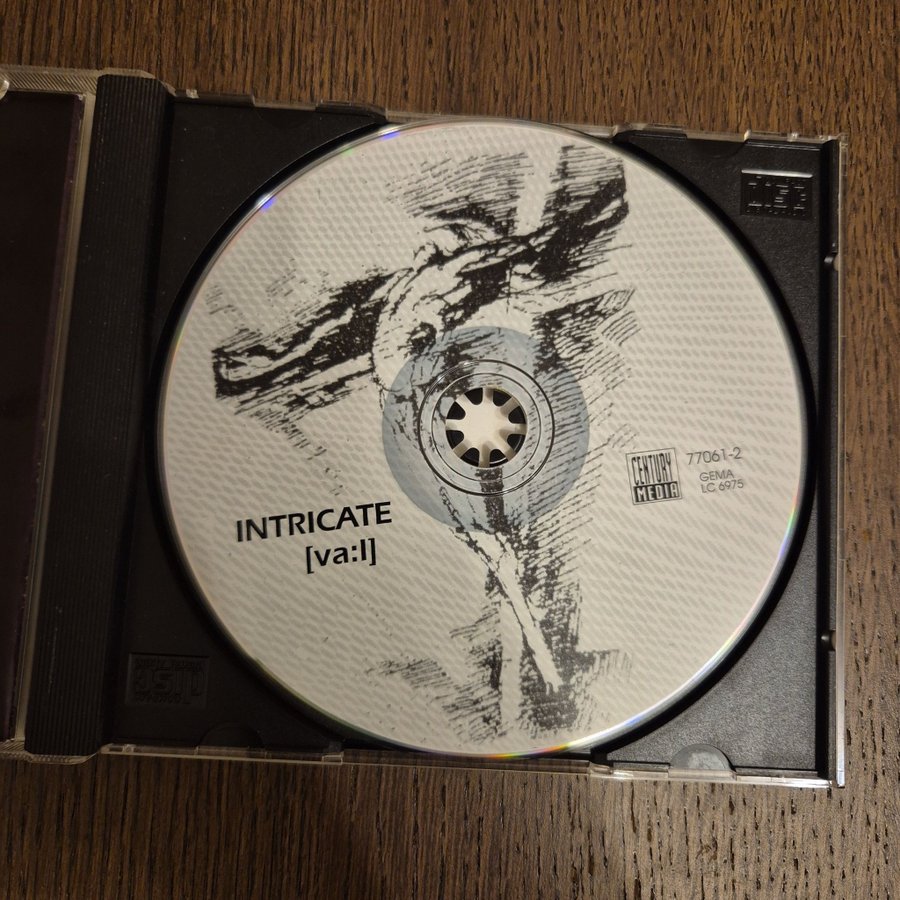 CENTURY
MEDIA
77061-2
GEMA
LC 6975
INTRICATE
[va:l]